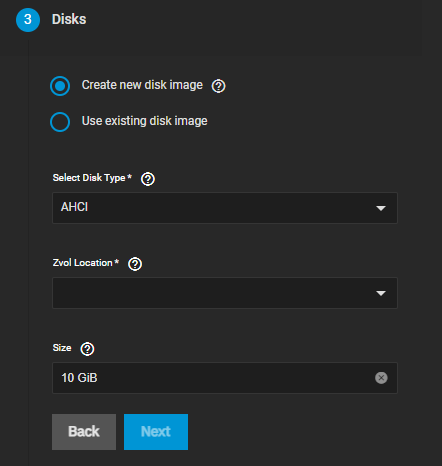 3 Disks
Create new disk image ?
Use existing disk image
Select Disk Type * ?
AHCI
Zvol Location * ?
Size ?
10 GiB
Back Next